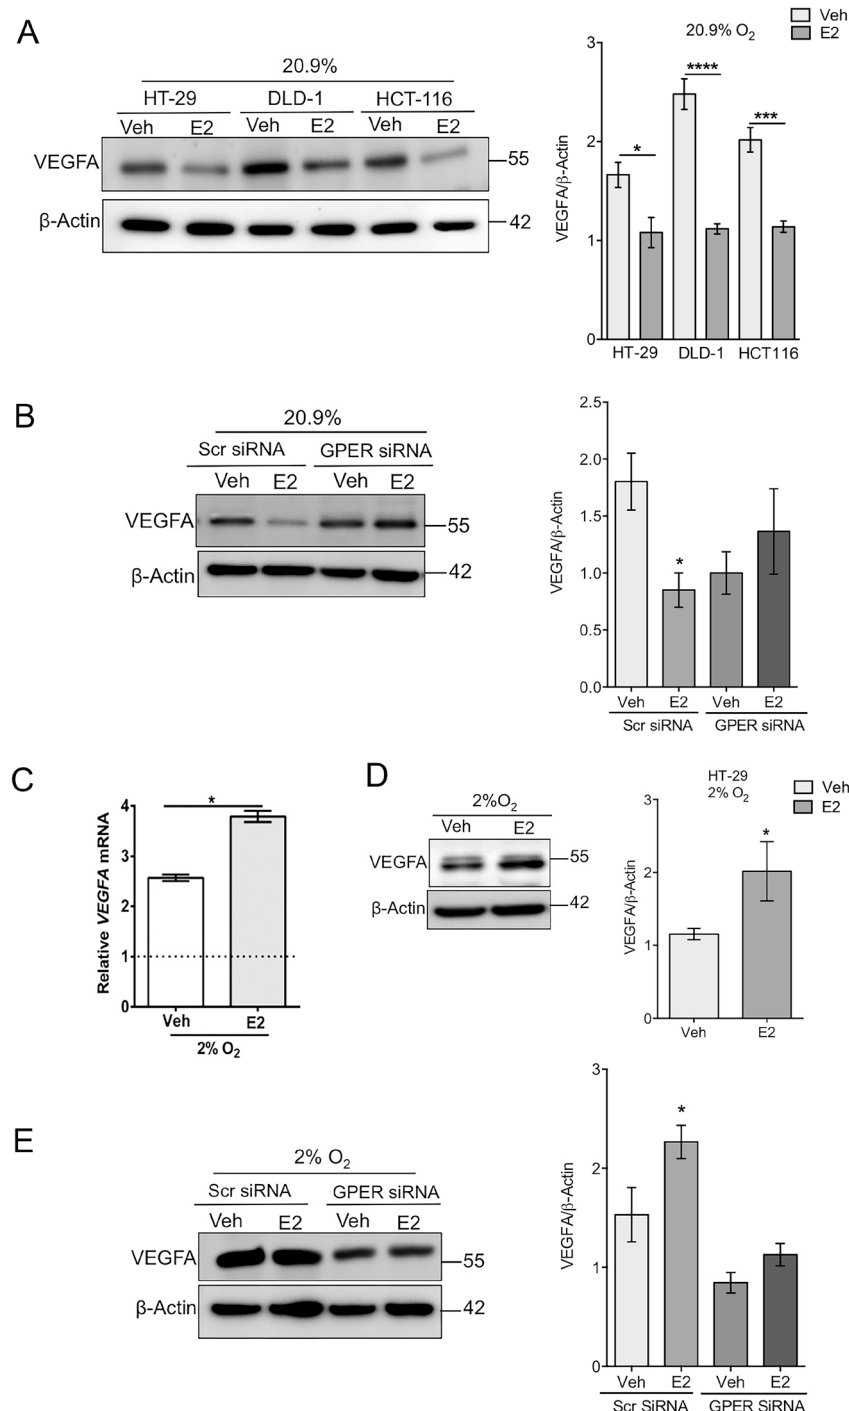 A
20.9%
HT-29 DLD-1 HCT-116
Veh E2 Veh E2 Veh E2
VEGFA 55
β-Actin 42
Veh
E2
20.9% O2
VEGFA/β-Actin
3
2
1
0
* **** ***
HT-29 DLD-1 HCT116
B
20.9%
Scr siRNA GPER siRNA
Veh E2 Veh E2
VEGFA 55
β-Actin 42
VEGFA/β-Actin
2.5
2.0
1.5
1.0
0.5
0.0
*
Veh E2 Veh E2
Scr siRNA GPER siRNA
C
Relative VEGFA mRNA
4
3
2
1
0
*
Veh E2
2% O2
D
2%O2
Veh E2
VEGFA 55
β-Actin 42
HT-29
2% O2
Veh
E2
VEGFA/β-Actin
3
2
1
0
*
Veh E2
E
2% O2
Scr siRNA GPER siRNA
Veh E2 Veh E2
VEGFA 55
β-Actin 42
VEGFA/β-Actin
3
2
1
0
*
Veh E2 Veh E2
Scr SiRNA GPER SiRNA